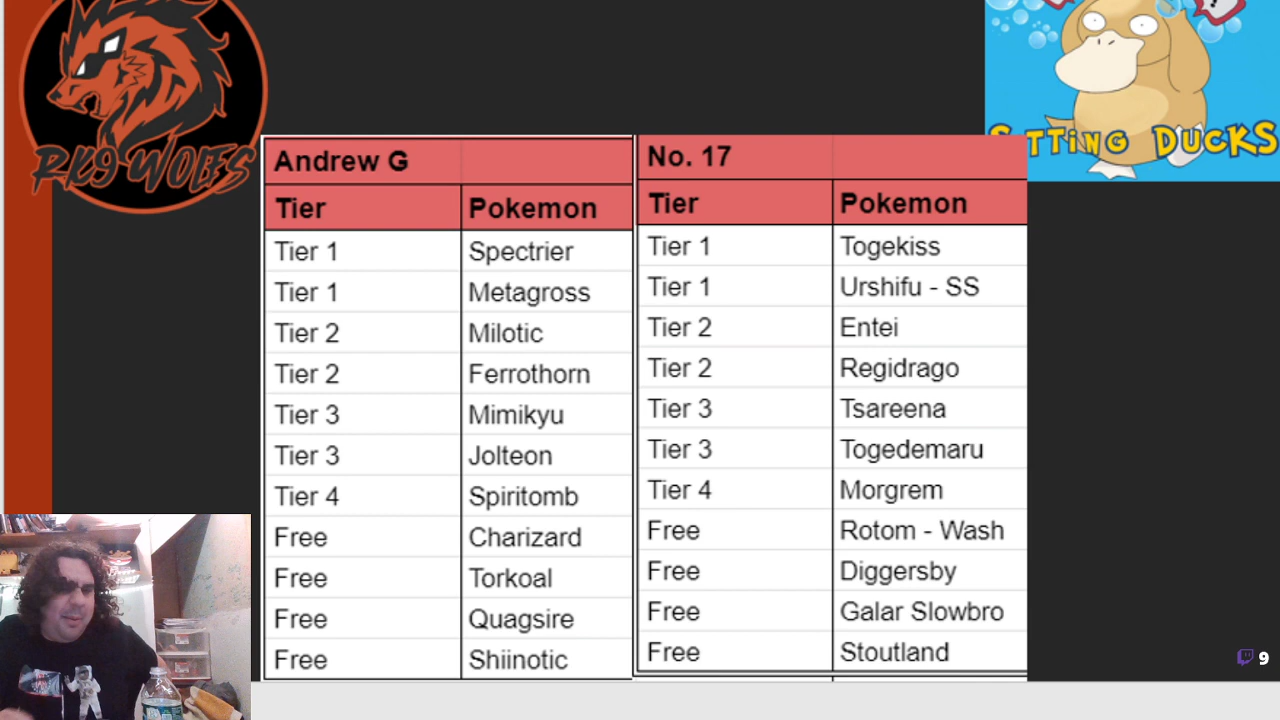 RK9 WOLFS
SITTING DUCKS
Andrew G
Tier Pokemon
Tier 1 Spectrier
Tier 1 Metagross
Tier 2 Milotic
Tier 2 Ferrothorn
Tier 3 Mimikyu
Tier 3 Jolteon
Tier 4 Spiritomb
Free Charizard
Free Torkoal
Free Quagsire
Free Shiinotic
No. 17
Tier Pokemon
Tier 1 Togekiss
Tier 1 Urshifu - SS
Tier 2 Entei
Tier 2 Regidrago
Tier 3 Tsareena
Tier 3 Togedemaru
Tier 4 Morgrem
Free Rotom - Wash
Free Diggersby
Free Galar Slowbro
Free Stoutland
9